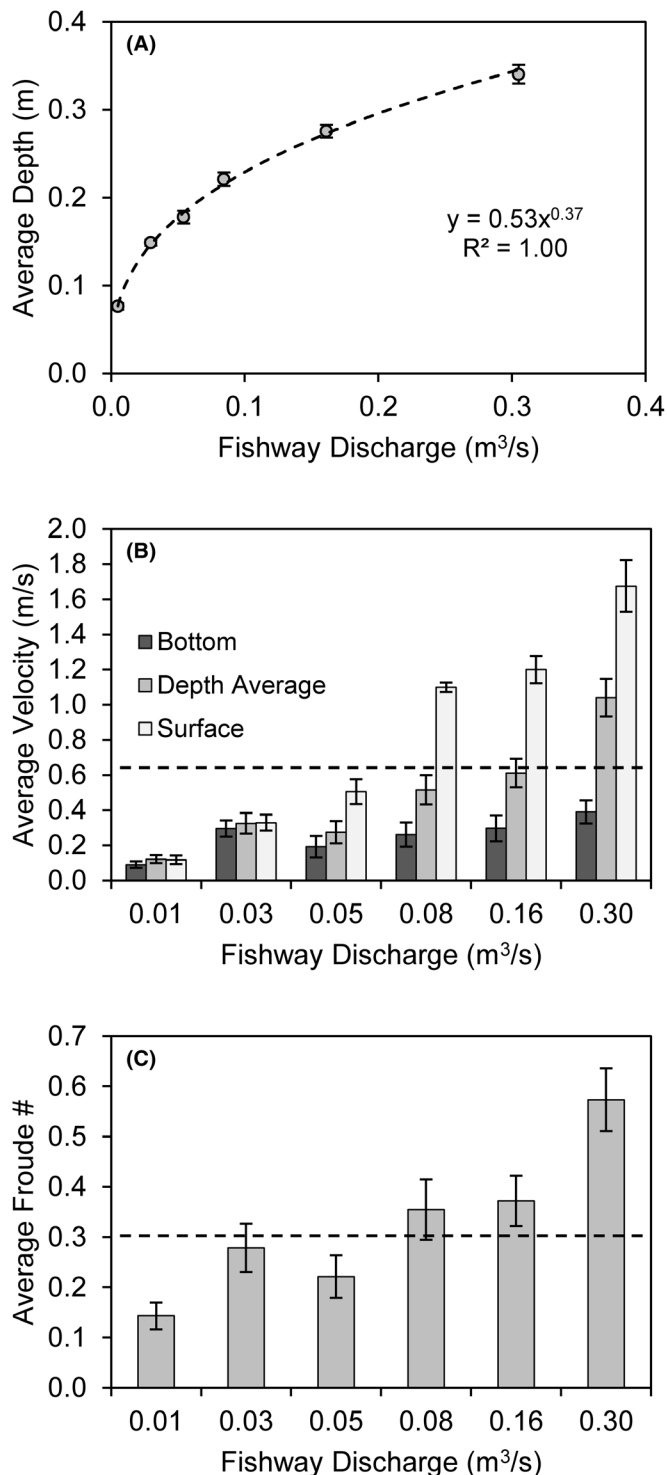 (A)
Average Depth (m)
0.4
0.3
0.2
0.1
0.0
y = 0.53x^0.37
R² = 1.00
0.0 0.1 0.2 0.3 0.4
Fishway Discharge (m³/s)
(B)
Average Velocity (m/s)
2.0
1.8
1.6
1.4
1.2
1.0
0.8
0.6
0.4
0.2
0.0
Bottom
Depth Average
Surface
0.01 0.03 0.05 0.08 0.16 0.30
Fishway Discharge (m³/s)
(C)
Average Froude #
0.7
0.6
0.5
0.4
0.3
0.2
0.1
0.0
0.01 0.03 0.05 0.08 0.16 0.30
Fishway Discharge (m³/s)